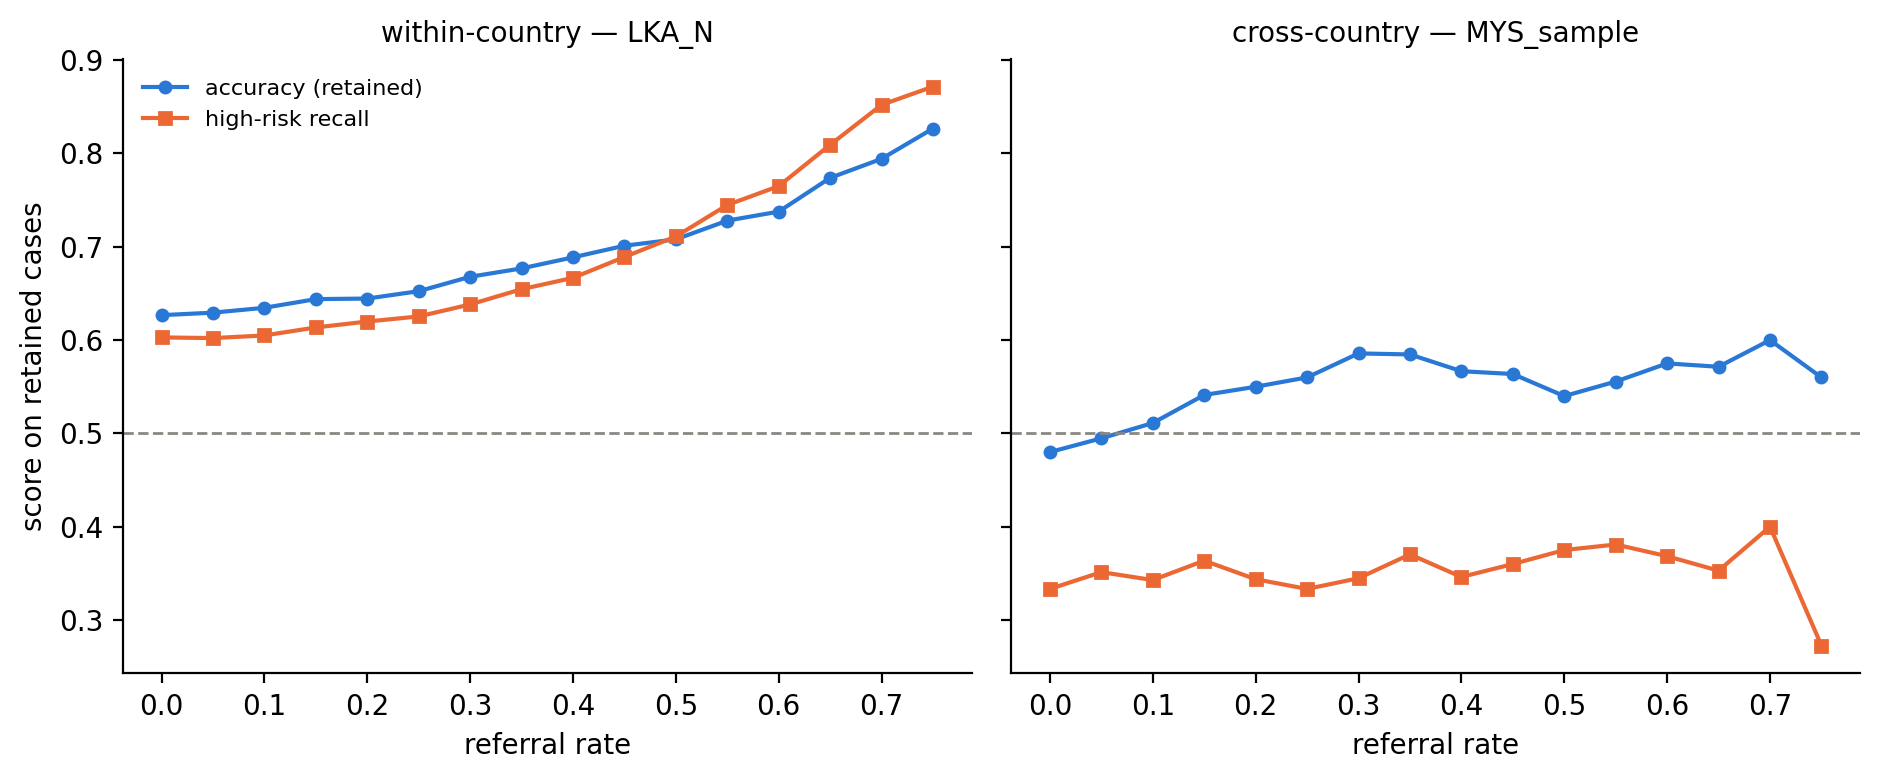 within-country — LKA_N
accuracy (retained)
high-risk recall
score on retained cases
0.9
0.8
0.7
0.6
0.5
0.4
0.3
0.0 0.1 0.2 0.3 0.4 0.5 0.6 0.7
referral rate
cross-country — MYS_sample
0.0 0.1 0.2 0.3 0.4 0.5 0.6 0.7
referral rate